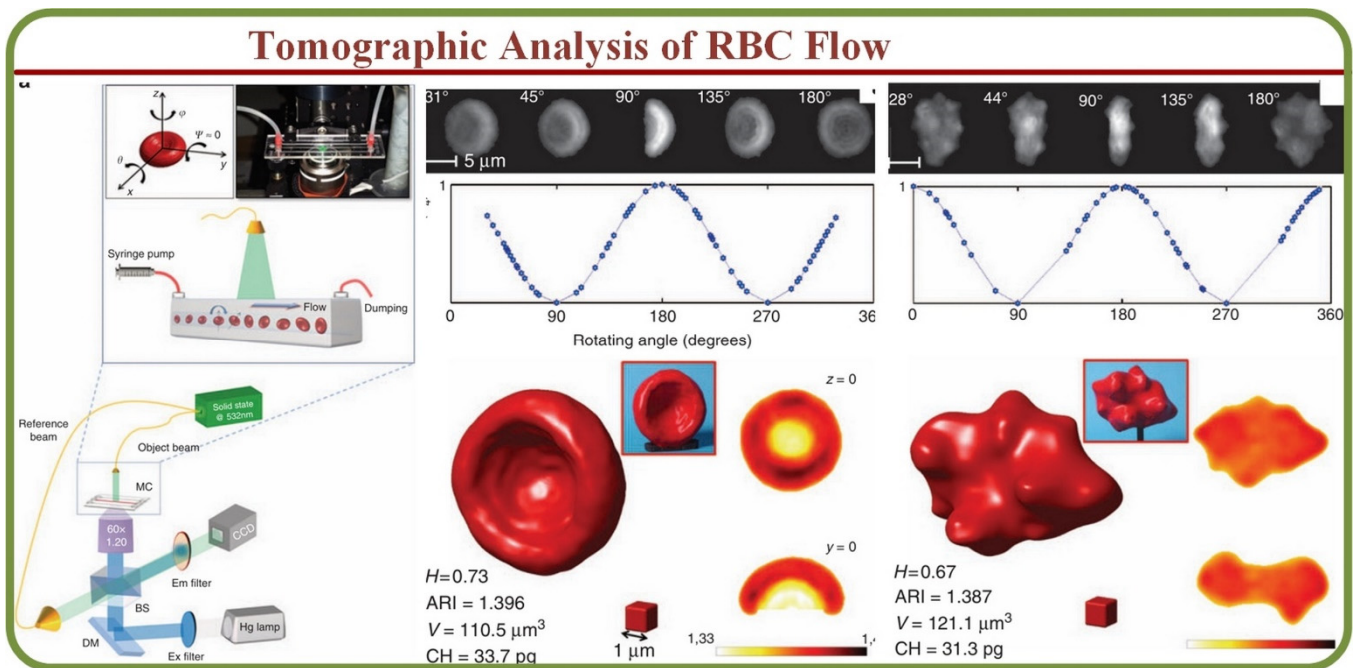 Tomographic Analysis of RBC Flow
z
φ
Ψ ≈ 0
y
θ
x
Syringe pump
Flow
Dumping
Solid state
@ 532nm
Reference
beam
Object beam
MC
60×
1.20
CCD
Em filter
BS
DM
Ex filter
Hg lamp
31° 45° 90° 135° 180°
5 μm
1
0 90 180 270
Rotating angle (degrees)
z = 0
y = 0
H=0.73
ARI = 1.396
V = 110.5 μm³
CH = 33.7 pg
1 μm
1,33
28° 44° 90° 135° 180°
1
0 90 180 270 360
H=0.67
ARI = 1.387
V = 121.1 μm³
CH = 31.3 pg